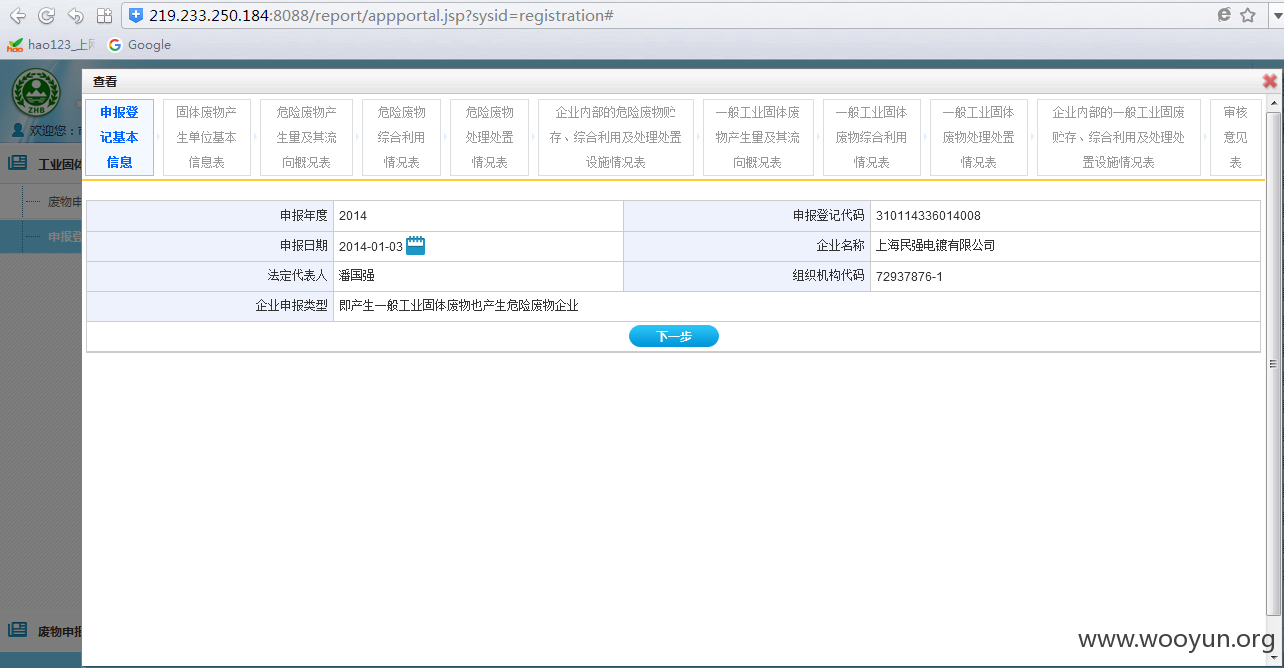 219.233.250.184:8088/report/appportal.jsp?sysid=registration#
hao123_上网 Google
查看
ZHB
欢迎您：
工业固体
废物申
申报登
申报登
记基本
信息
固体废物产
生单位基本
信息表
危险废物产
生量及其流
向概况表
危险废物
综合利用
情况表
危险废物
处理处置
情况表
企业内部的危险废物贮
存、综合利用及处理处置
设施情况表
一般工业固体废
物产生量及其流
向概况表
一般工业固体
废物综合利用
情况表
一般工业固体
废物处理处置
情况表
企业内部的一般工业固体废
贮存、综合利用及处理处
置设施情况表
审核
意见
表
申报年度 2014 申报登记代码 310114336014008
申报日期 2014-01-03 企业名称 上海民强电镀有限公司
法定代表人 潘国强 组织机构代码 72937876-1
企业申报类型 即产生一般工业固体废物也产生危险废物企业
下一步
废物申报
www.wooyun.org